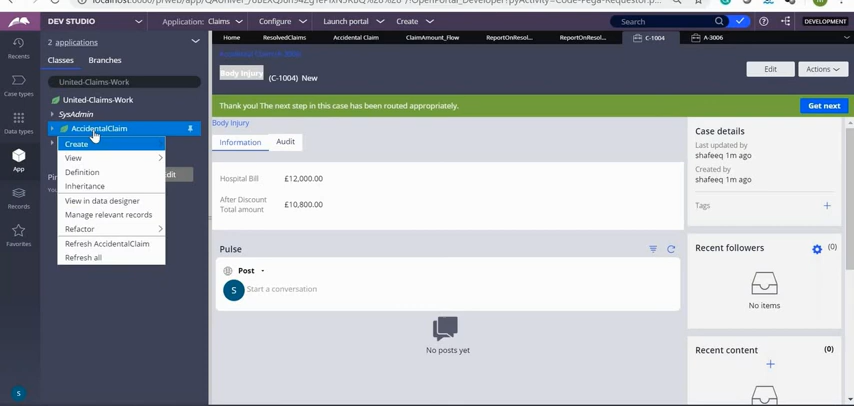 DEV STUDIO
Application: Claims
Configure
Launch portal
Create
Search
DEVELOPMENT
Recents
Case types
Data types
App
Records
Favorites
S
2 applications
Classes
Branches
United-Claims-Work
United-Claims-Work
SysAdmin
AccidentalClaim
Create
View
Definition
Inheritance
View in data designer
Manage relevant records
Refactor
Refresh AccidentalClaim
Refresh all
Home
ResolvedClaims
Accidental Claim
ClaimAmount_Flow
ReportOnResol...
ReportOnResol...
C-1004
A-3006
Body Injury
(C-1004) New
Edit
Actions
Thank you! The next step in this case has been routed appropriately.
Get next
Body Injury
Information
Audit
Hospital Bill
£12,000.00
After Discount
Total amount
£10,800.00
Pulse
Post
S
Start a conversation
No posts yet
Case details
Last updated by
shafeeq 1m ago
Created by
shafeeq 1m ago
Tags
Recent followers
(0)
No items
Recent content
(0)